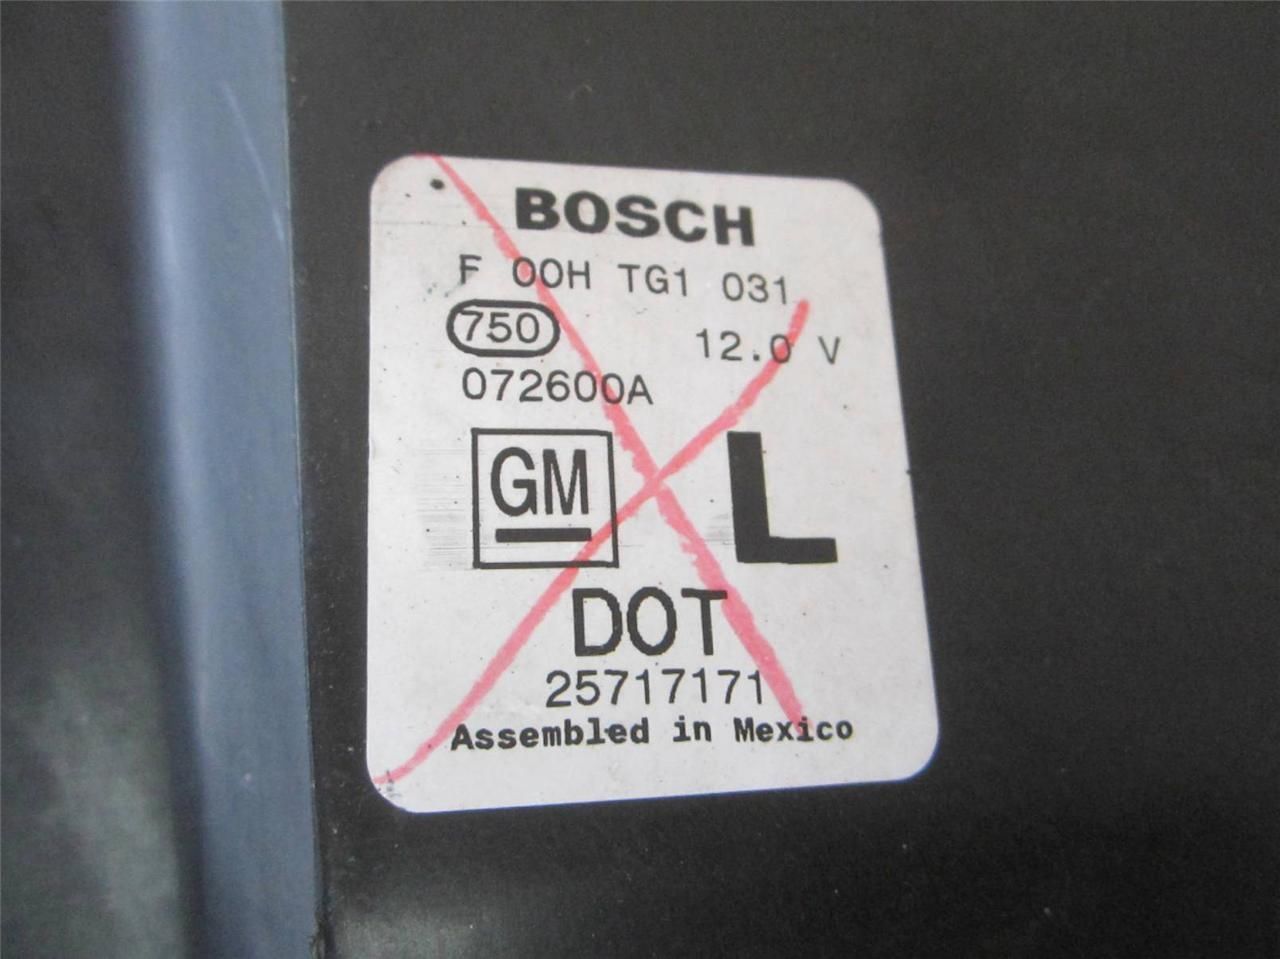 BOSCH
F 00H TG1 031
750 12.0 V
072600A
GM L
DOT
25717171
Assembled in Mexico